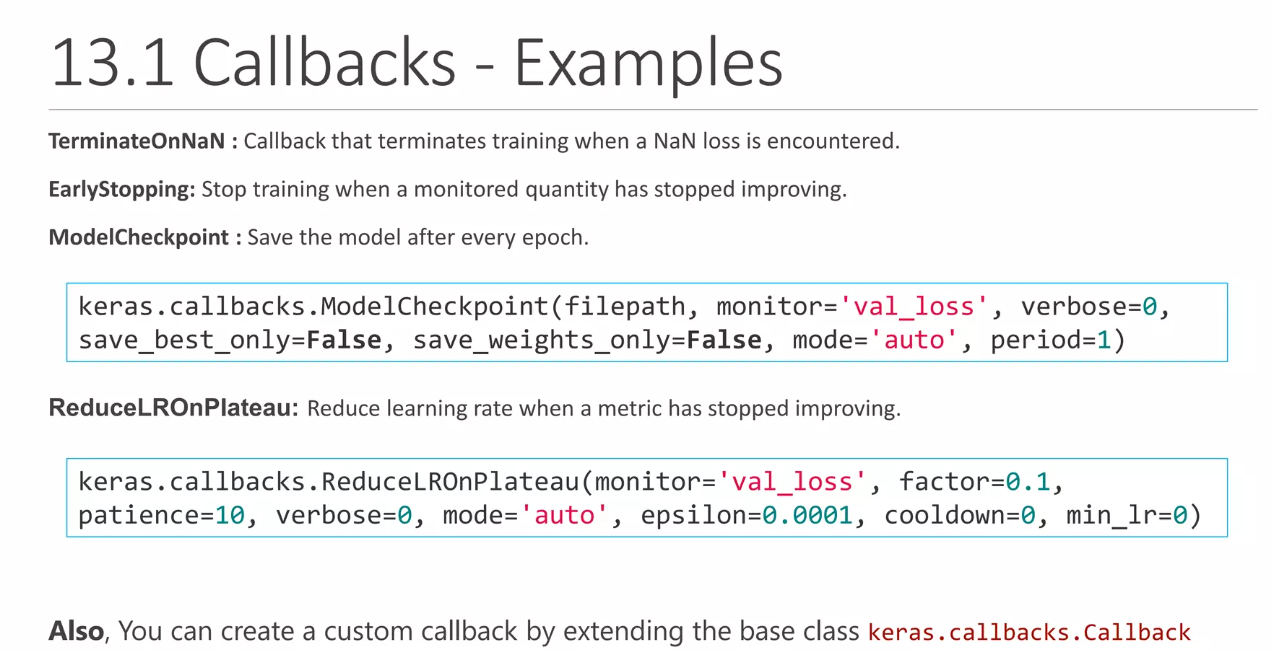 13.1 Callbacks - Examples
TerminateOnNaN : Callback that terminates training when a NaN loss is encountered.
EarlyStopping: Stop training when a monitored quantity has stopped improving.
ModelCheckpoint : Save the model after every epoch.
keras.callbacks.ModelCheckpoint(filepath, monitor='val_loss', verbose=0,
save_best_only=False, save_weights_only=False, mode='auto', period=1)
ReduceLROnPlateau: Reduce learning rate when a metric has stopped improving.
keras.callbacks.ReduceLROnPlateau(monitor='val_loss', factor=0.1,
patience=10, verbose=0, mode='auto', epsilon=0.0001, cooldown=0, min_lr=0)
Also, You can create a custom callback by extending the base class keras.callbacks.Callback